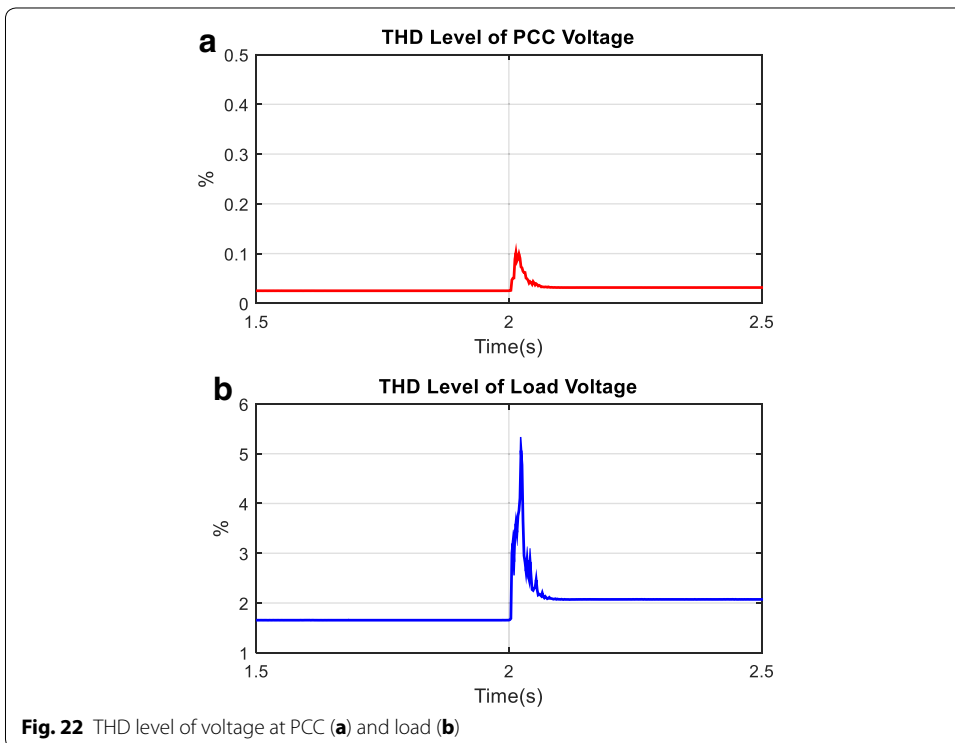 a
THD Level of PCC Voltage
0.5
0.4
0.3
0.2
0.1
0
%
1.5 2 2.5
Time(s)
b
THD Level of Load Voltage
6
5
4
3
2
1
%
1.5 2 2.5
Time(s)
Fig. 22 THD level of voltage at PCC (a) and load (b)